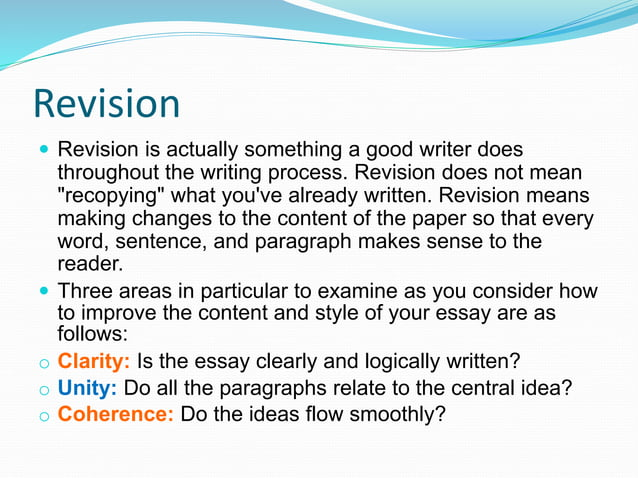 Revision
Revision is actually something a good writer does
throughout the writing process. Revision does not mean
"recopying" what you've already written. Revision means
making changes to the content of the paper so that every
word, sentence, and paragraph makes sense to the
reader.
Three areas in particular to examine as you consider how
to improve the content and style of your essay are as
follows:
Clarity: Is the essay clearly and logically written?
Unity: Do all the paragraphs relate to the central idea?
Coherence: Do the ideas flow smoothly?